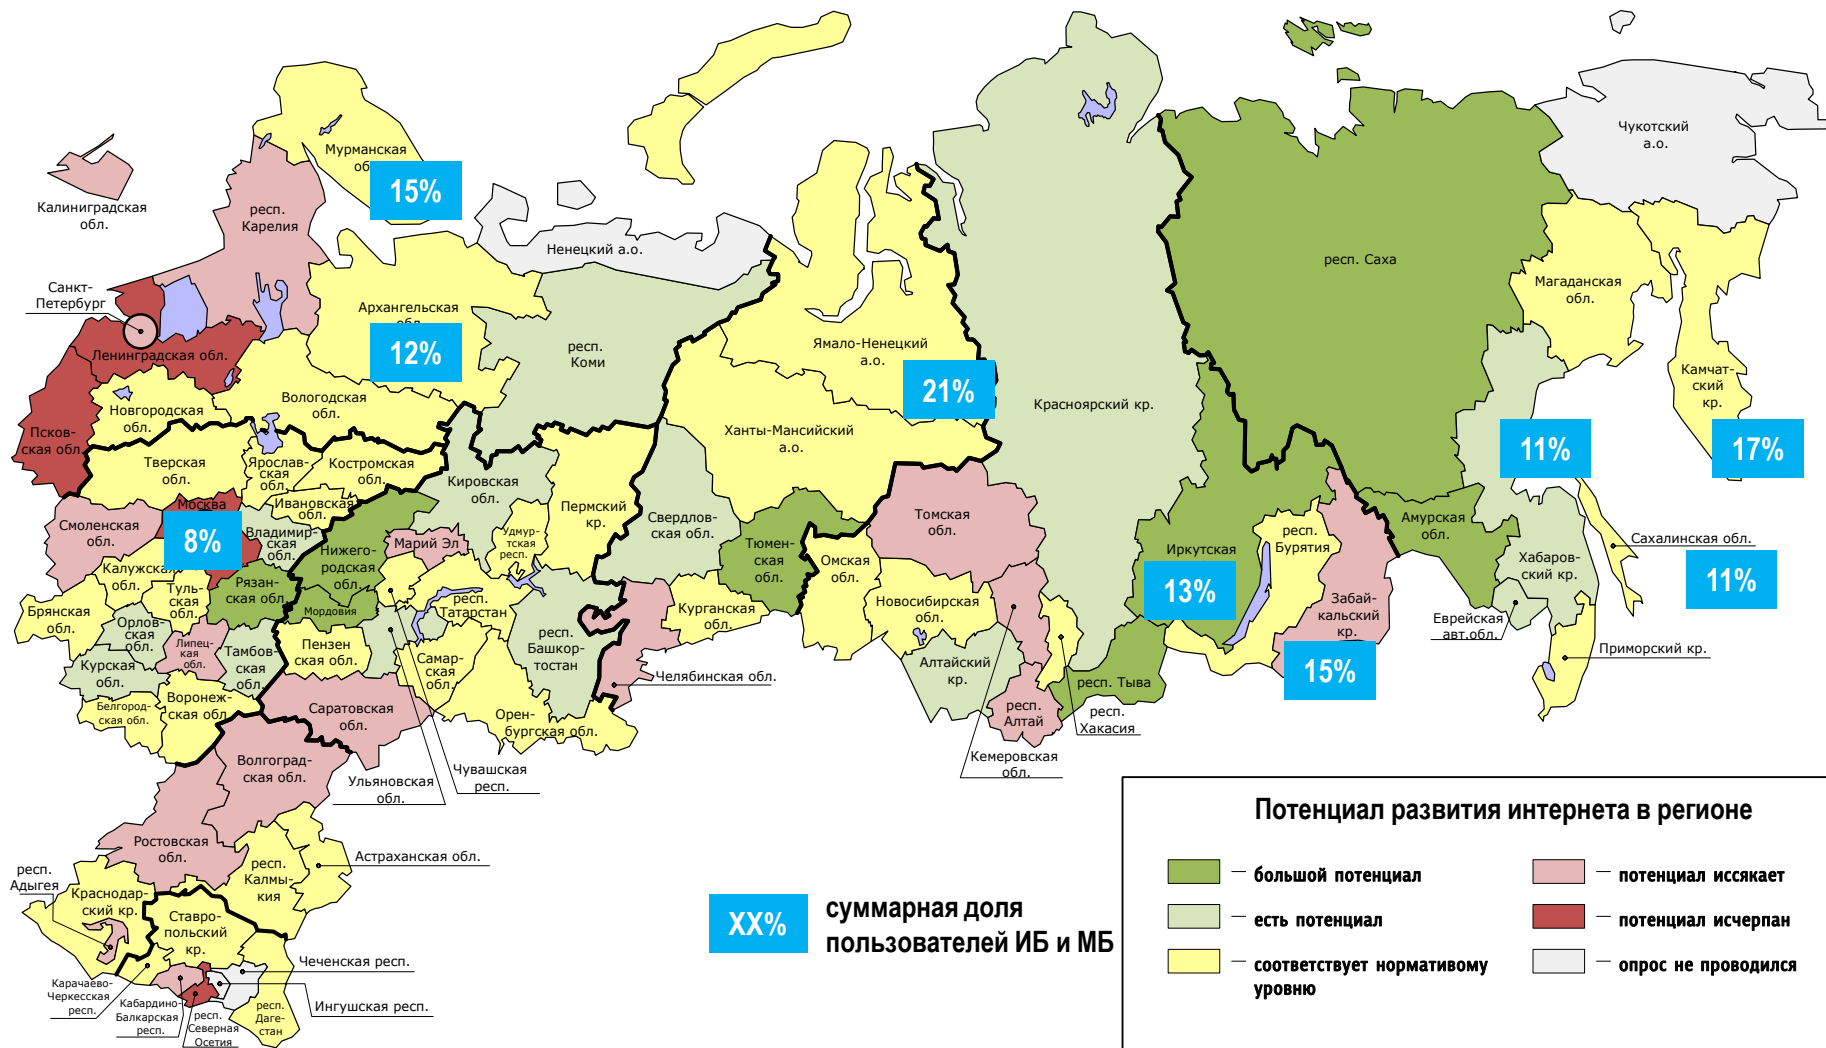 Чукотский
а.о.
Мурманская
об
15%
Калининградская
обл.
респ.
Карелия
Ненецкий а.о.
респ. Саха
Магаданская
обл.
Санкт-
Петербург
Архангельская
обл.
12%
Ленинградская обл.
респ.
Коми
Ямало-Ненецкий
а.о.
21%
Красноярский кр.
Камчат-
ский
кр.
17%
11%
Новгородская
обл.
Вологодская
обл.
Псков-
ская обл.
Ханты-Мансийский
а.о.
Тверская
обл.
Ярослав-
ская
обл.
Костромская
обл.
Кировская
обл.
Пермский
кр.
Свердлов-
ская обл.
Томская
обл.
Москва
8%
Ивановская
обл.
Смоленская
обл.
Владимир-
ская
обл.
Нижего-
родская
обл.
Марий Эл
Удмур-
тская
респ.
Тюмен-
ская
обл.
Омская
обл.
Иркутская
13%
респ.
Бурятия
Амурская
обл.
Хабаров-
ский кр.
Сахалинская обл.
11%
Калужская
обл.
Рязан-
ская обл.
Туль-
ская
обл.
Брянская
обл.
Орлов-
ская
обл.
Липец-
кая
обл.
Мордовия
респ.
Татарстан
Курганская
обл.
Новосибирская
обл.
Забай-
кальский
кр.
15%
Еврейская
авт.обл.
Приморский кр.
Курская
обл.
Тамбов-
ская
обл.
Пензен
ская обл.
Самар-
ская
обл.
респ.
Башкор-
тостан
Челябинская обл.
Алтайский
кр.
респ. Тыва
Белгород-
ская обл.
Воронеж-
ская обл.
Саратовская
обл.
Орен-
бургская обл.
респ.
Алтай
респ.
Хакасия
Кемеровская
обл.
Волгоград-
ская обл.
Ульяновская
обл.
Чувашская
респ.
Ростовская
обл.
Астраханская обл.
респ.
Калмы-
кия
респ.
Адыгея
Краснодар-
ский кр.
Ставро-
польский
кр.
Чеченская респ.
Ингушская респ.
Карачаево-
Черкесская
респ.
Кабардино-
Балкарская
респ.
респ.
Северная
Осетия
респ.
Даге-
стан
XX%
суммарная доля
пользователей ИБ и МБ
Потенциал развития интернета в регионе
— большой потенциал
— есть потенциал
— соответствует нормативому
уровню
— потенциал иссякает
— потенциал исчерпан
— опрос не проводился